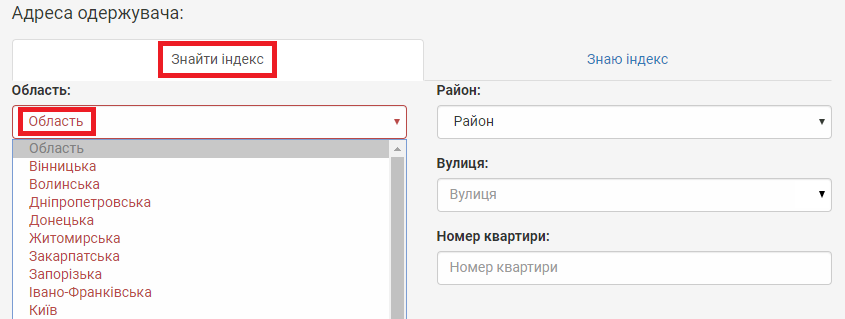 Адреса одержувача:
Знайти індекс
Знаю індекс
Область:
Область
Область
Вінницька
Волинська
Дніпропетровська
Донецька
Житомирська
Закарпатська
Запорізька
Івано-Франківська
Київ
Район:
Район
Вулиця:
Вулиця
Номер квартири:
Номер квартири